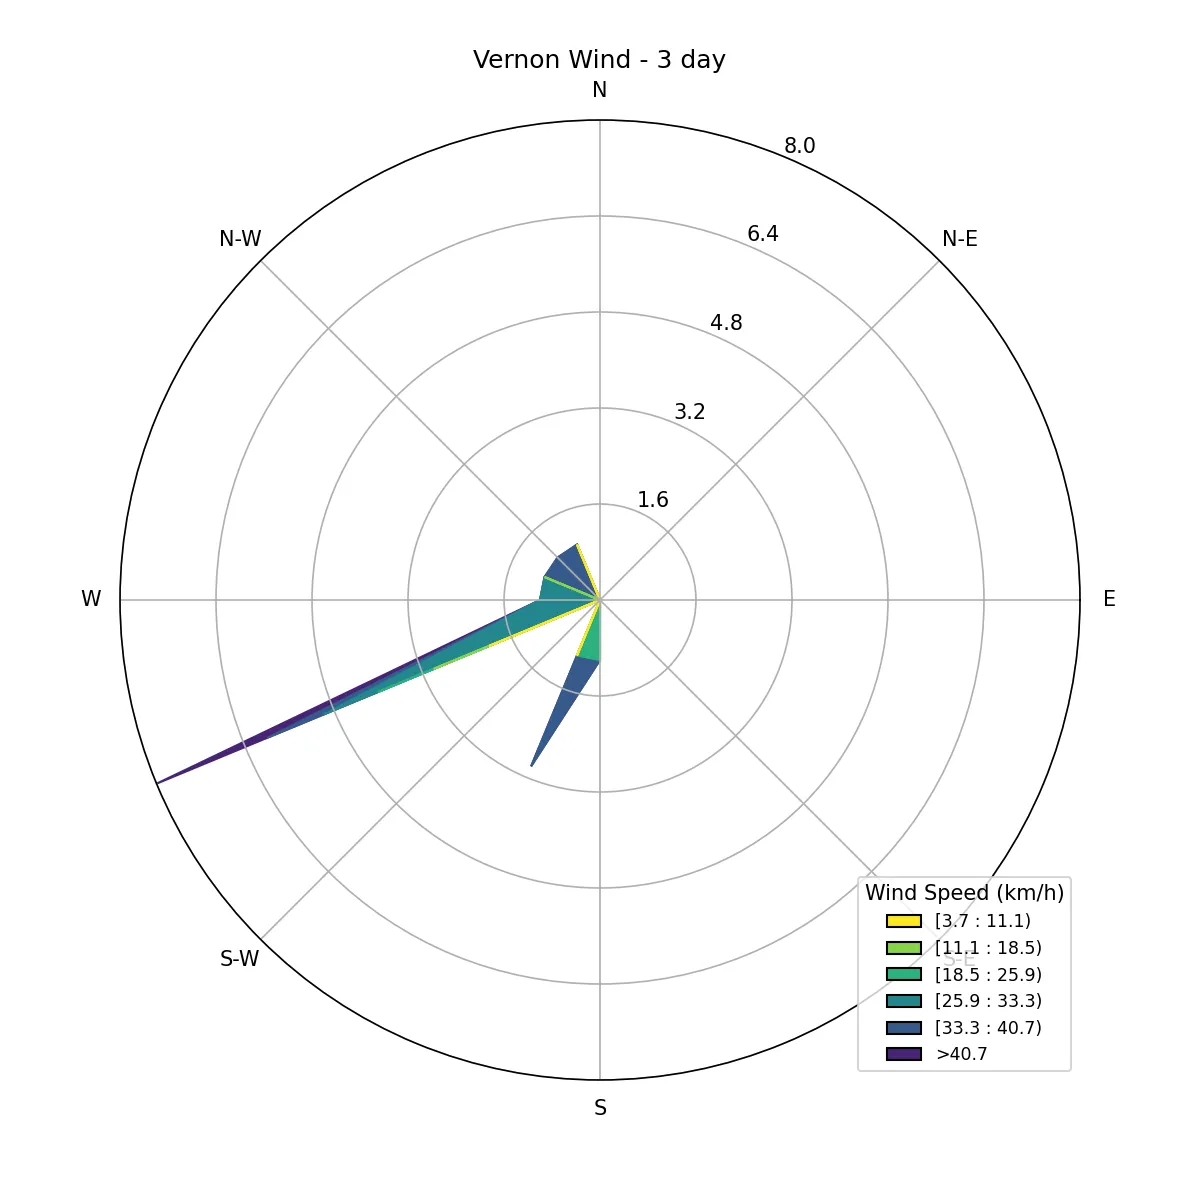 Vernon Wind - 3 day
N
8.0
N-W
6.4
N-E
4.8
3.2
1.6
W
E
Wind Speed (km/h)
[3.7 : 11.1)
[11.1 : 18.5)
S-W
S-E
[18.5 : 25.9)
[25.9 : 33.3)
[33.3 : 40.7)
>40.7
S